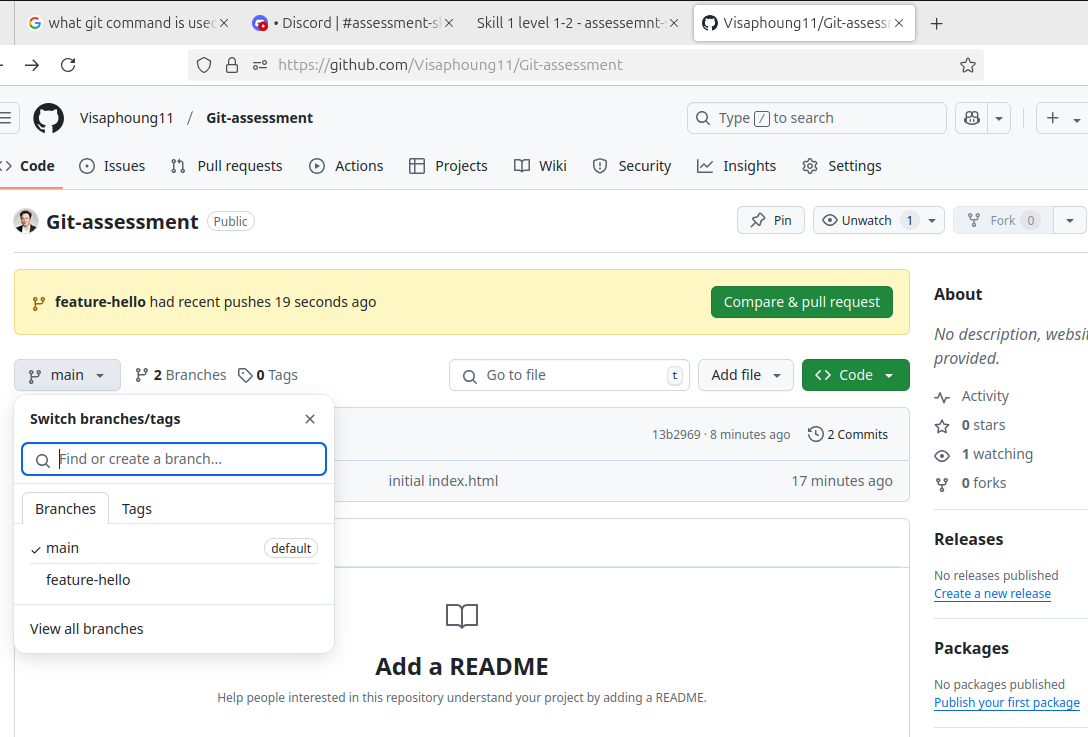 what git command is used
• Discord | #assessment-sk
Skill 1 level 1-2 - assessemnt-s
Visaphoung11/Git-assessm
https://github.com/Visaphoung11/Git-assessment
Visaphoung11 / Git-assessment
Type / to search
Code
Issues
Pull requests
Actions
Projects
Wiki
Security
Insights
Settings
Git-assessment
Public
Pin
Unwatch 1
Fork 0
feature-hello had recent pushes 19 seconds ago
Compare & pull request
main
2 Branches
0 Tags
Go to file
t
Add file
Code
Switch branches/tags
Find or create a branch...
Branches
Tags
main
default
feature-hello
View all branches
13b2969 · 8 minutes ago
2 Commits
initial index.html
17 minutes ago
Add a README
Help people interested in this repository understand your project by adding a README.
About
No description, websit
provided.
Activity
0 stars
1 watching
0 forks
Releases
No releases published
Create a new release
Packages
No packages published
Publish your first package